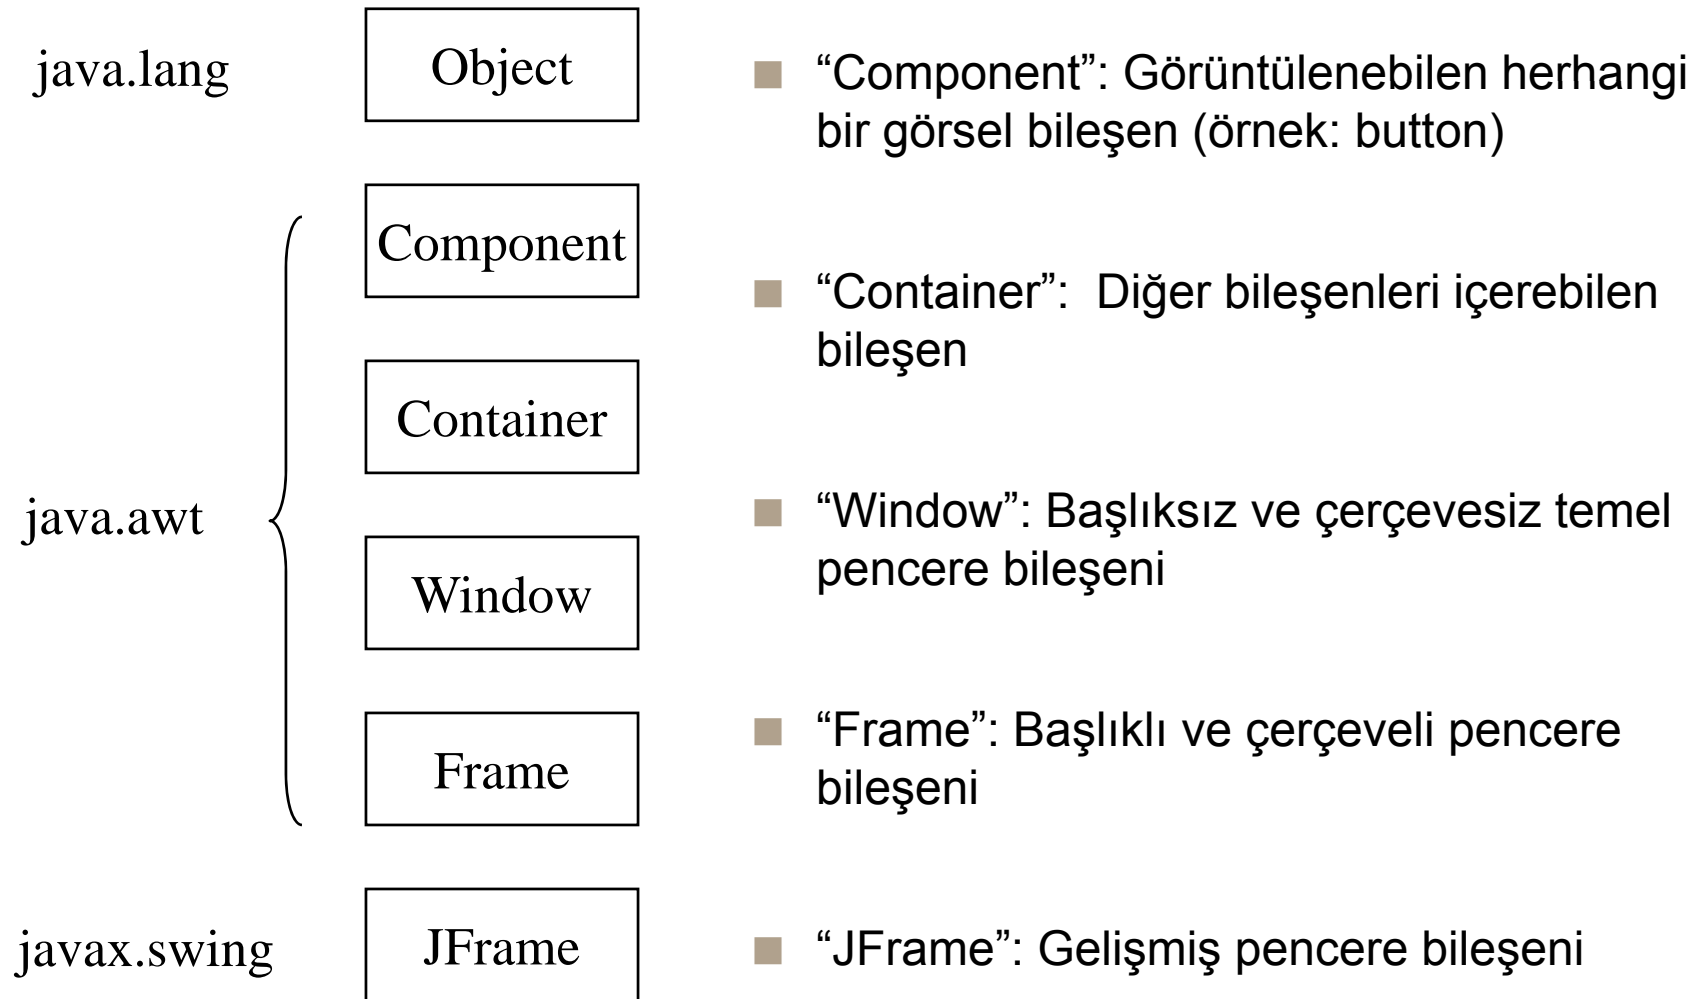 java.lang
Object
Component
Container
java.awt
Window
Frame
javax.swing
JFrame
“Component”: Görüntülenebilen herhangi
bir görsel bileşen (örnek: button)
“Container”:  Diğer bileşenleri içerebilen
bileşen
“Window”: Başlıksız ve çerçevesiz temel
pencere bileşeni
“Frame”: Başlıklı ve çerçeveli pencere
bileşeni
“JFrame”: Gelişmiş pencere bileşeni